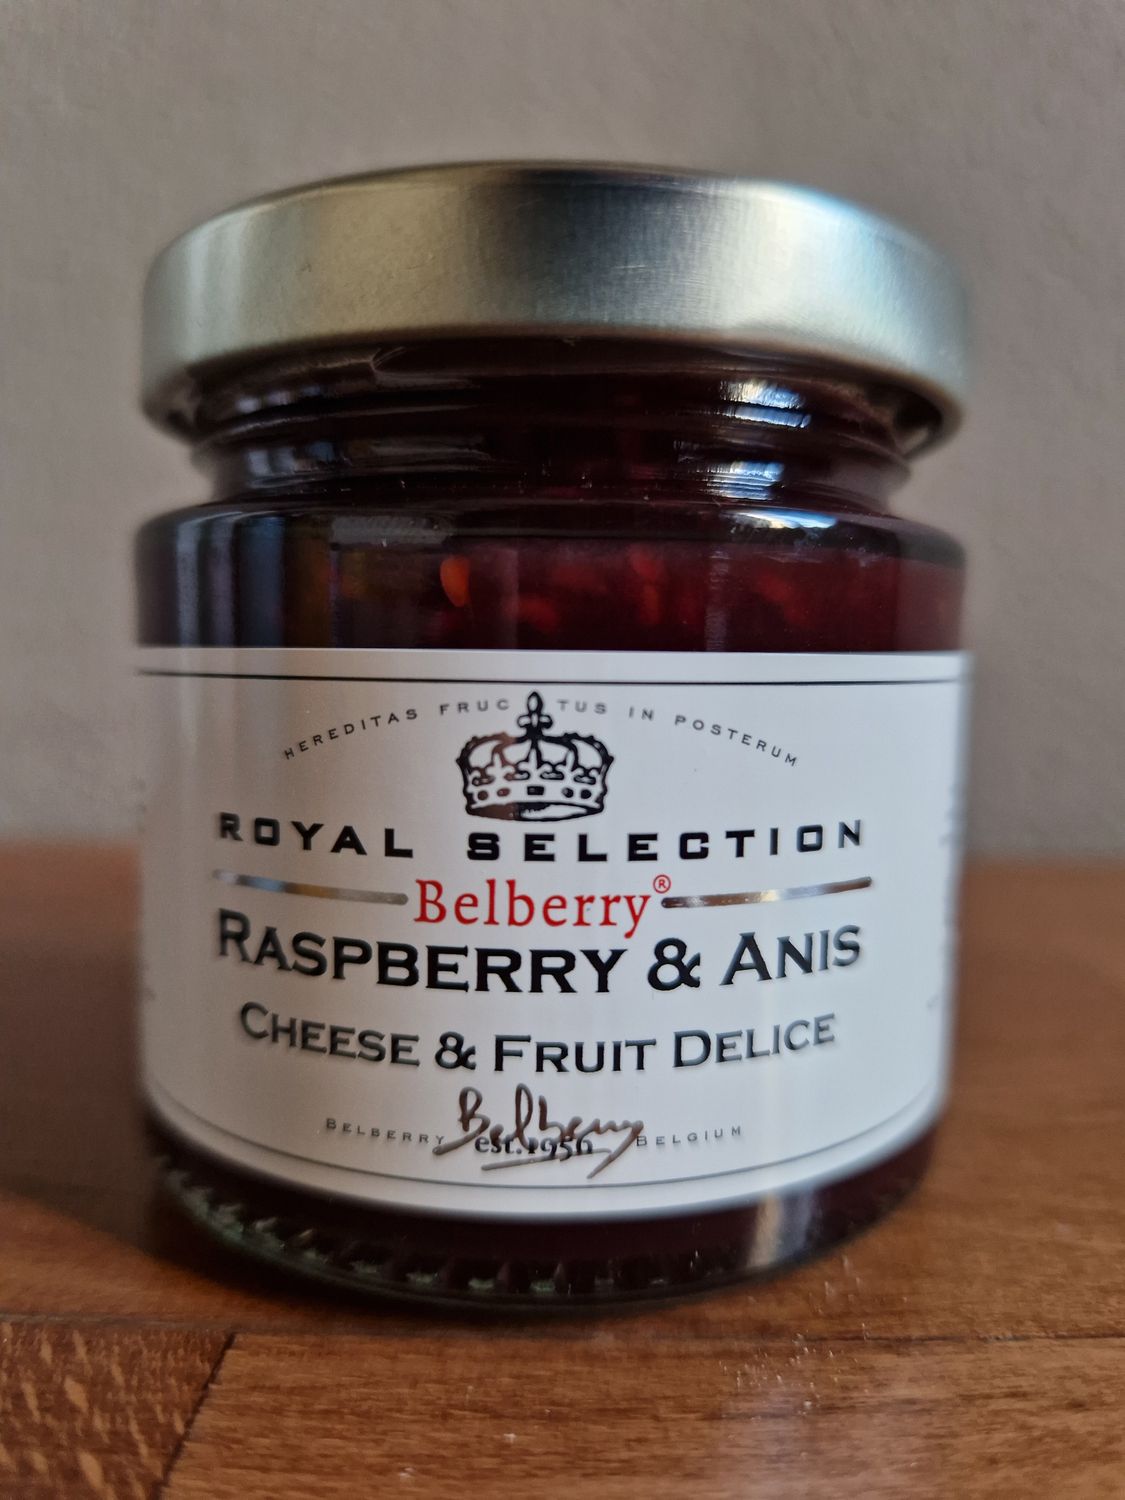 HEREDITAS FRUCTUS IN POSTERUM
ROYAL SELECTION
Belberry®
RASPBERRY & ANIS
CHEESE & FRUIT DELICE
Belberry
BELBERRY est. 1956 BELGIUM